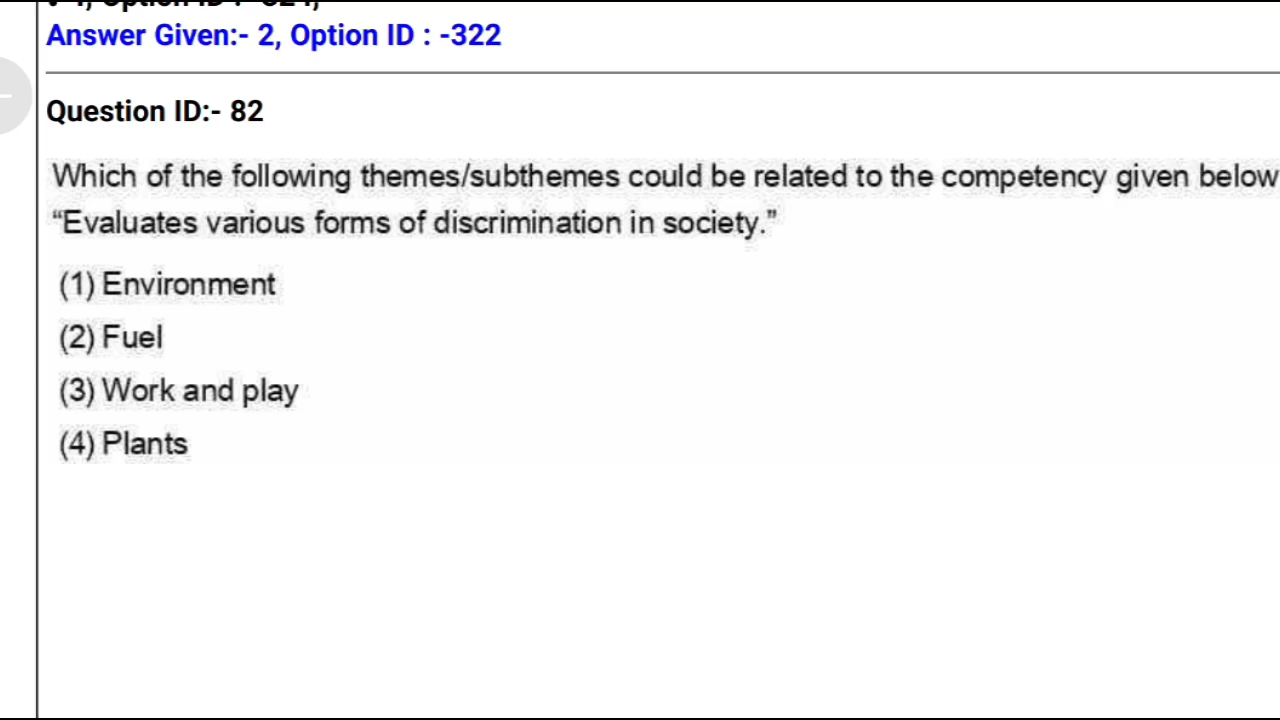 Answer Given:- 2, Option ID : -322
Question ID:- 82
Which of the following themes/subthemes could be related to the competency given below
“Evaluates various forms of discrimination in society.”
(1) Environment
(2) Fuel
(3) Work and play
(4) Plants